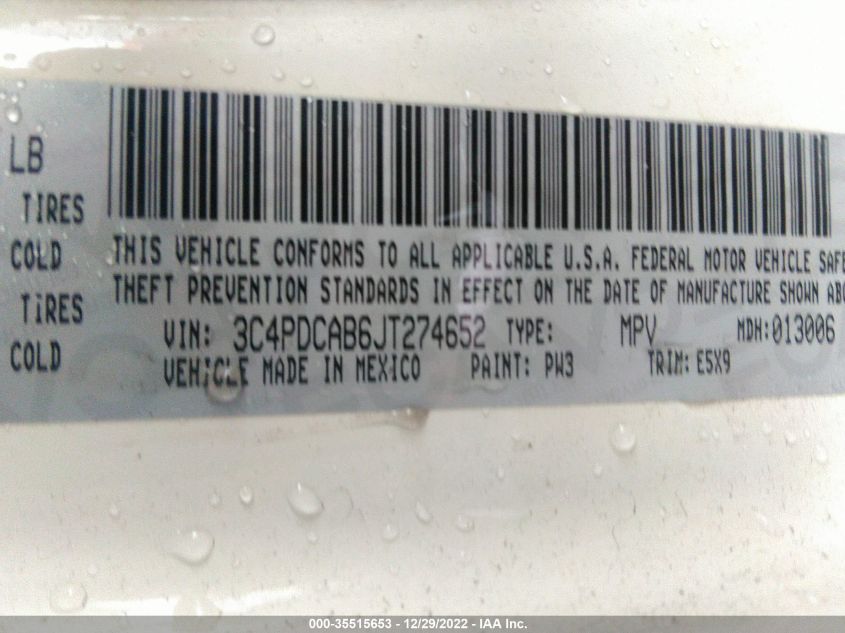 LB
TIRES
COLD
TIRES
COLD
THIS VEHICLE CONFORMS TO ALL APPLICABLE U.S.A. FEDERAL MOTOR VEHICLE SAFE
THEFT PREVENTION STANDARDS IN EFFECT ON THE DATE OF MANUFACTURE SHOWN ABO
VIN: 3C4PDCAB6JT274652 TYPE: MPV MDH:013006
VEHICLE MADE IN MEXICO PAINT: PW3 TRIM: E5X9
000-35515653 - 12/29/2022 - IAA Inc.